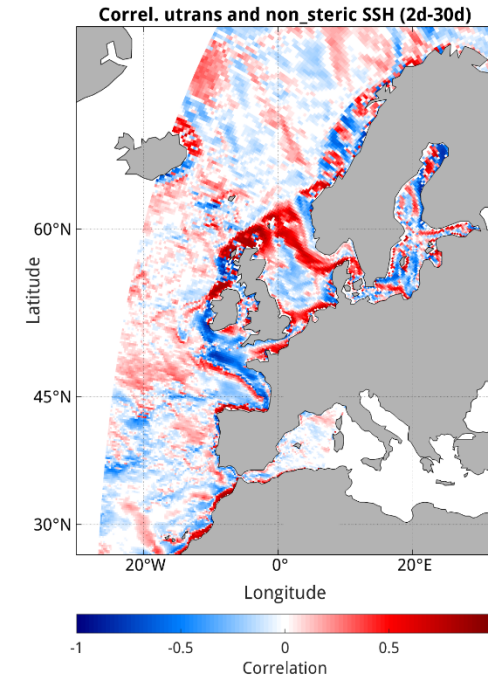 Correl. utrans and non_steric SSH (2d-30d)
60°N
45°N
30°N
Latitude
20°W 0° 20°E
Longitude
-1 -0.5 0 0.5
Correlation